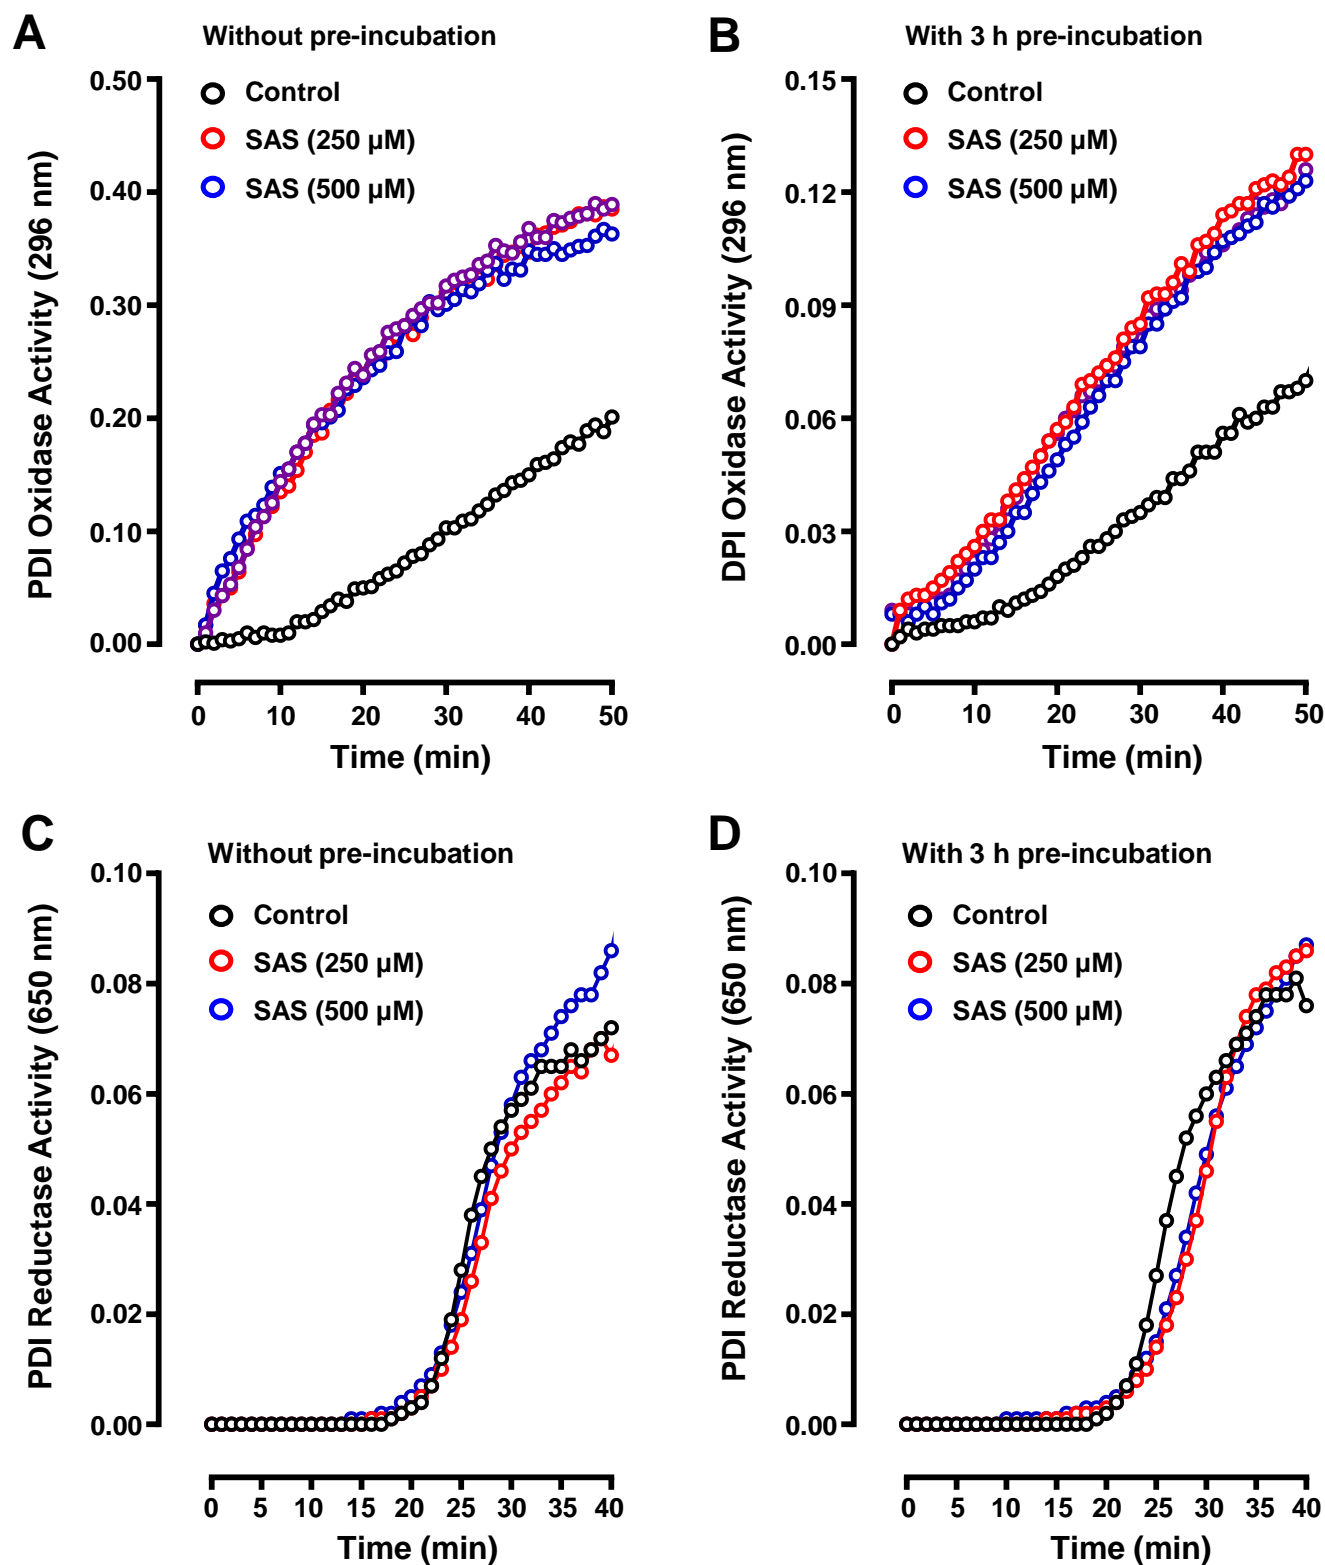 A
Without pre-incubation
PDI Oxidase Activity (296 nm)
0.50
0.40
0.30
0.20
0.10
0.00
Control
SAS (250 µM)
SAS (500 µM)
0 10 20 30 40 50
Time (min)
B
With 3 h pre-incubation
DPI Oxidase Activity (296 nm)
0.15
0.12
0.09
0.06
0.03
0.00
Control
SAS (250 µM)
SAS (500 µM)
0 10 20 30 40 50
Time (min)
C
Without pre-incubation
PDI Reductase Activity (650 nm)
0.10
0.08
0.06
0.04
0.02
0.00
Control
SAS (250 µM)
SAS (500 µM)
0 5 10 15 20 25 30 35 40
Time (min)
D
With 3 h pre-incubation
PDI Reductase Activity (650 nm)
0.10
0.08
0.06
0.04
0.02
0.00
Control
SAS (250 µM)
SAS (500 µM)
0 5 10 15 20 25 30 35 40
Time (min)